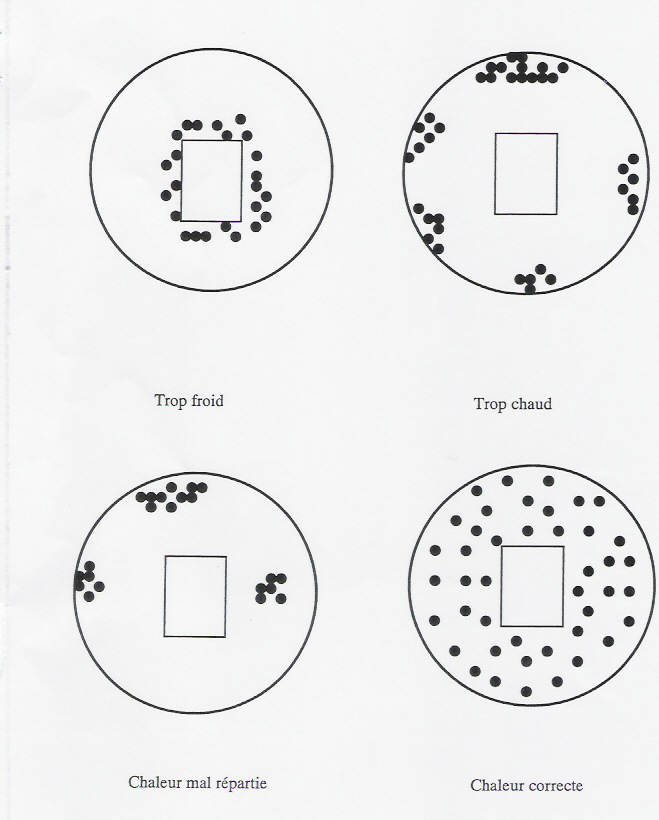 Trop froid
Trop chaud
Chaleur mal répartie
Chaleur correcte